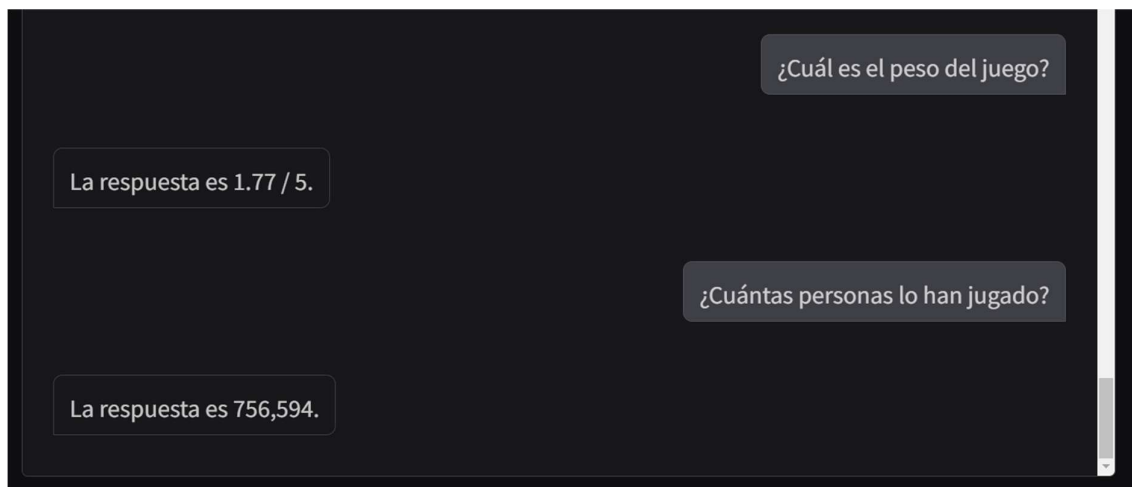 ¿Cuál es el peso del juego?
La respuesta es 1.77 / 5.
¿Cuántas personas lo han jugado?
La respuesta es 756,594.